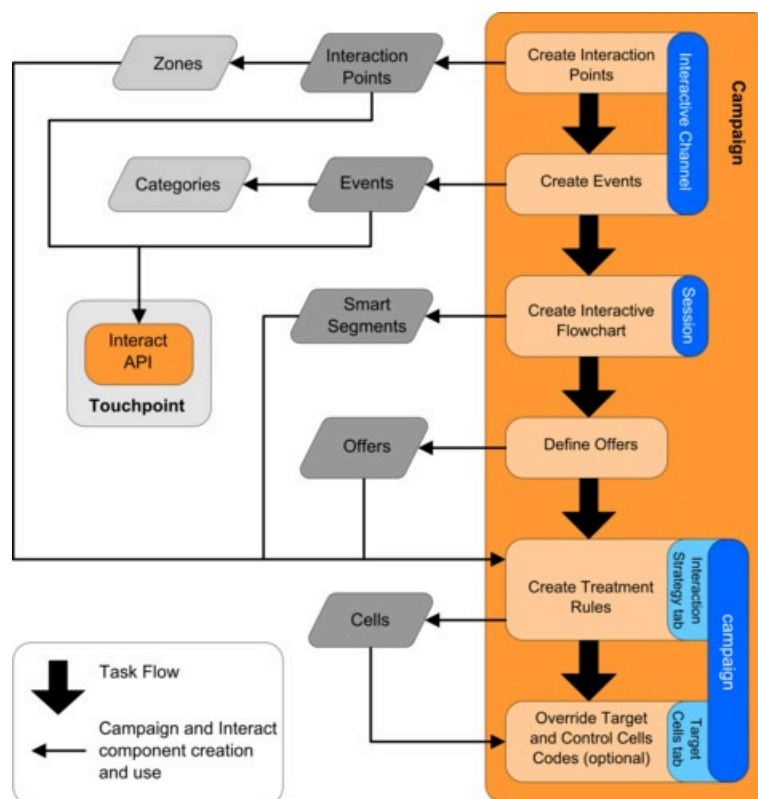 Zones
Interaction
Points
Create Interaction
Points
Interactive Channel
Campaign
Categories
Events
Create Events
Smart
Segments
Create Interactive
Flowchart
Session
Interact
API
Touchpoint
Offers
Define Offers
Create Treatment
Rules
Interaction
Strategy tab
campaign
Cells
Override Target
and Control Cells
Codes (optional)
Target
Cells tab
Task Flow
Campaign and Interact
component creation
and use